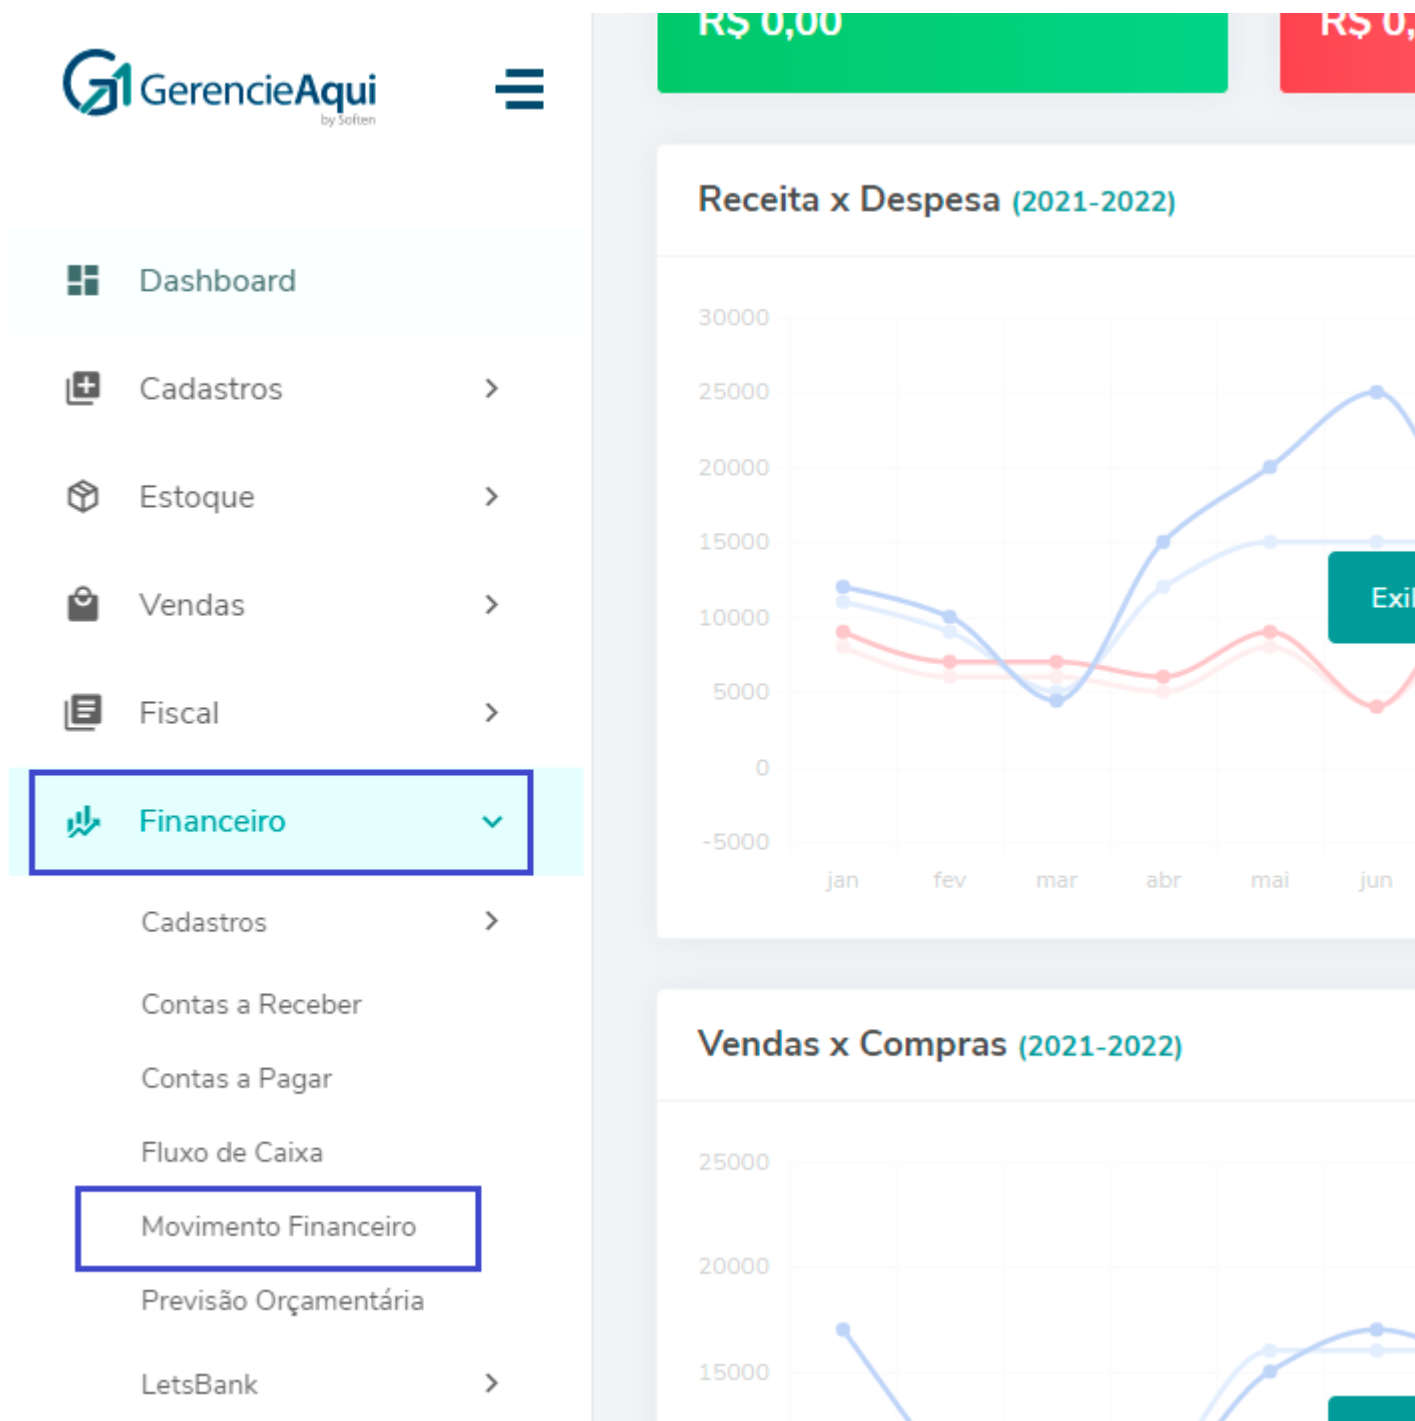 GerencieAqui
by Soften
Dashboard
Cadastros
Estoque
Vendas
Fiscal
Financeiro
Cadastros
Contas a Receber
Contas a Pagar
Fluxo de Caixa
Movimento Financeiro
Previsão Orçamentária
LetsBank
R$ 0,00
R$ 0,
Receita x Despesa (2021-2022)
30000
25000
20000
15000
10000
5000
0
-5000
jan fev mar abr mai jun
Vendas x Compras (2021-2022)
25000
20000
15000